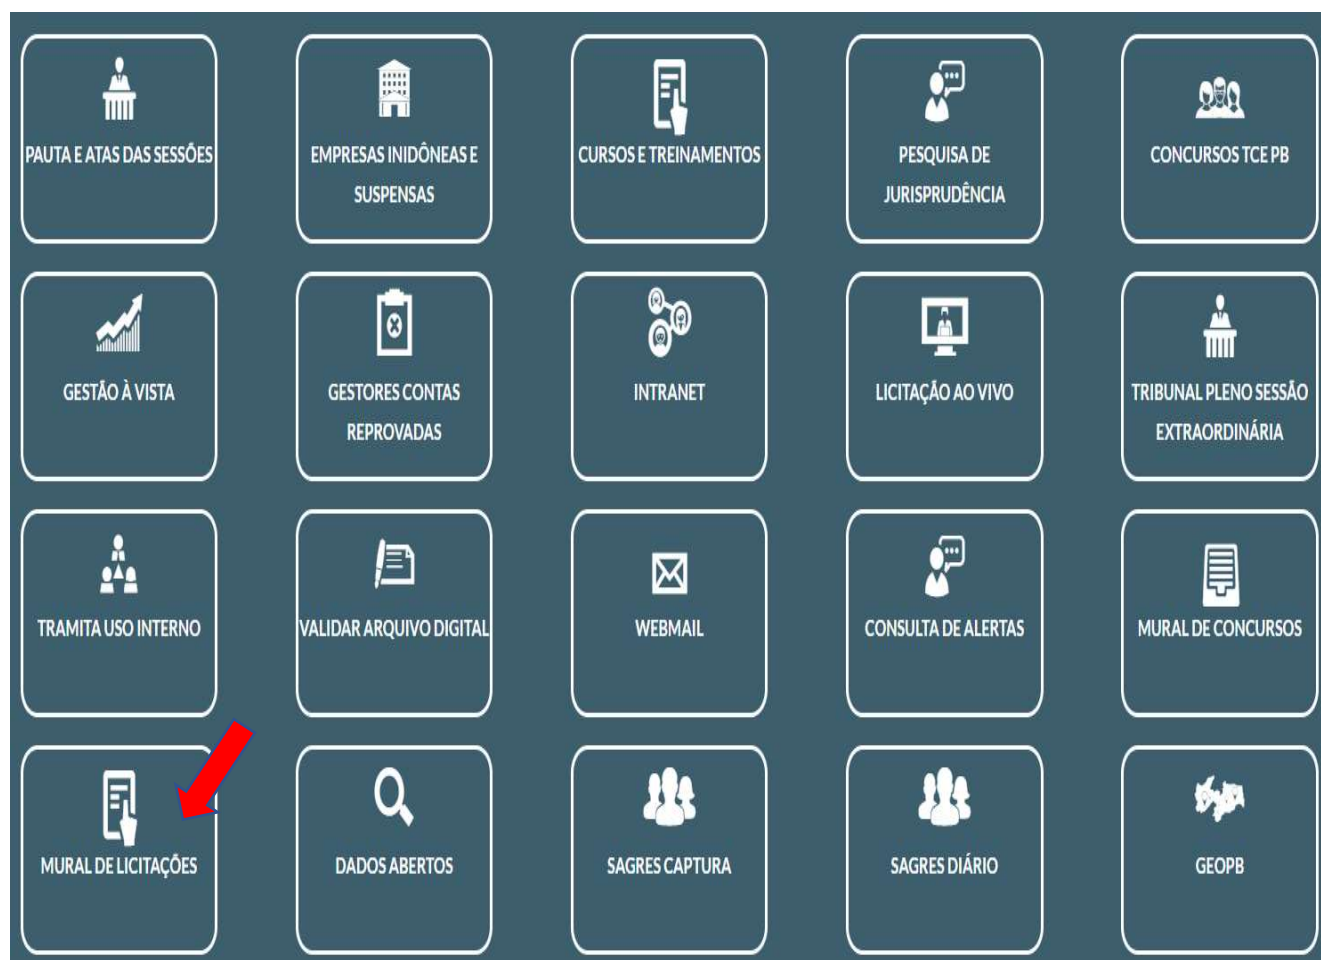 PAUTA E ATAS DAS SESSÕES
EMPRESAS INIDÔNEAS E
SUSPENSAS
CURSOS E TREINAMENTOS
PESQUISA DE
JURISPRUDÊNCIA
CONCURSOS TCE PB
GESTÃO À VISTA
GESTORES CONTAS
REPROVADAS
INTRANET
LICITAÇÃO AO VIVO
TRIBUNAL PLENO SESSÃO
EXTRAORDINÁRIA
TRAMITA USO INTERNO
VALIDAR ARQUIVO DIGITAL
WEBMAIL
CONSULTA DE ALERTAS
MURAL DE CONCURSOS
MURAL DE LICITAÇÕES
DADOS ABERTOS
SAGRES CAPTURA
SAGRES DIÁRIO
GEOPB